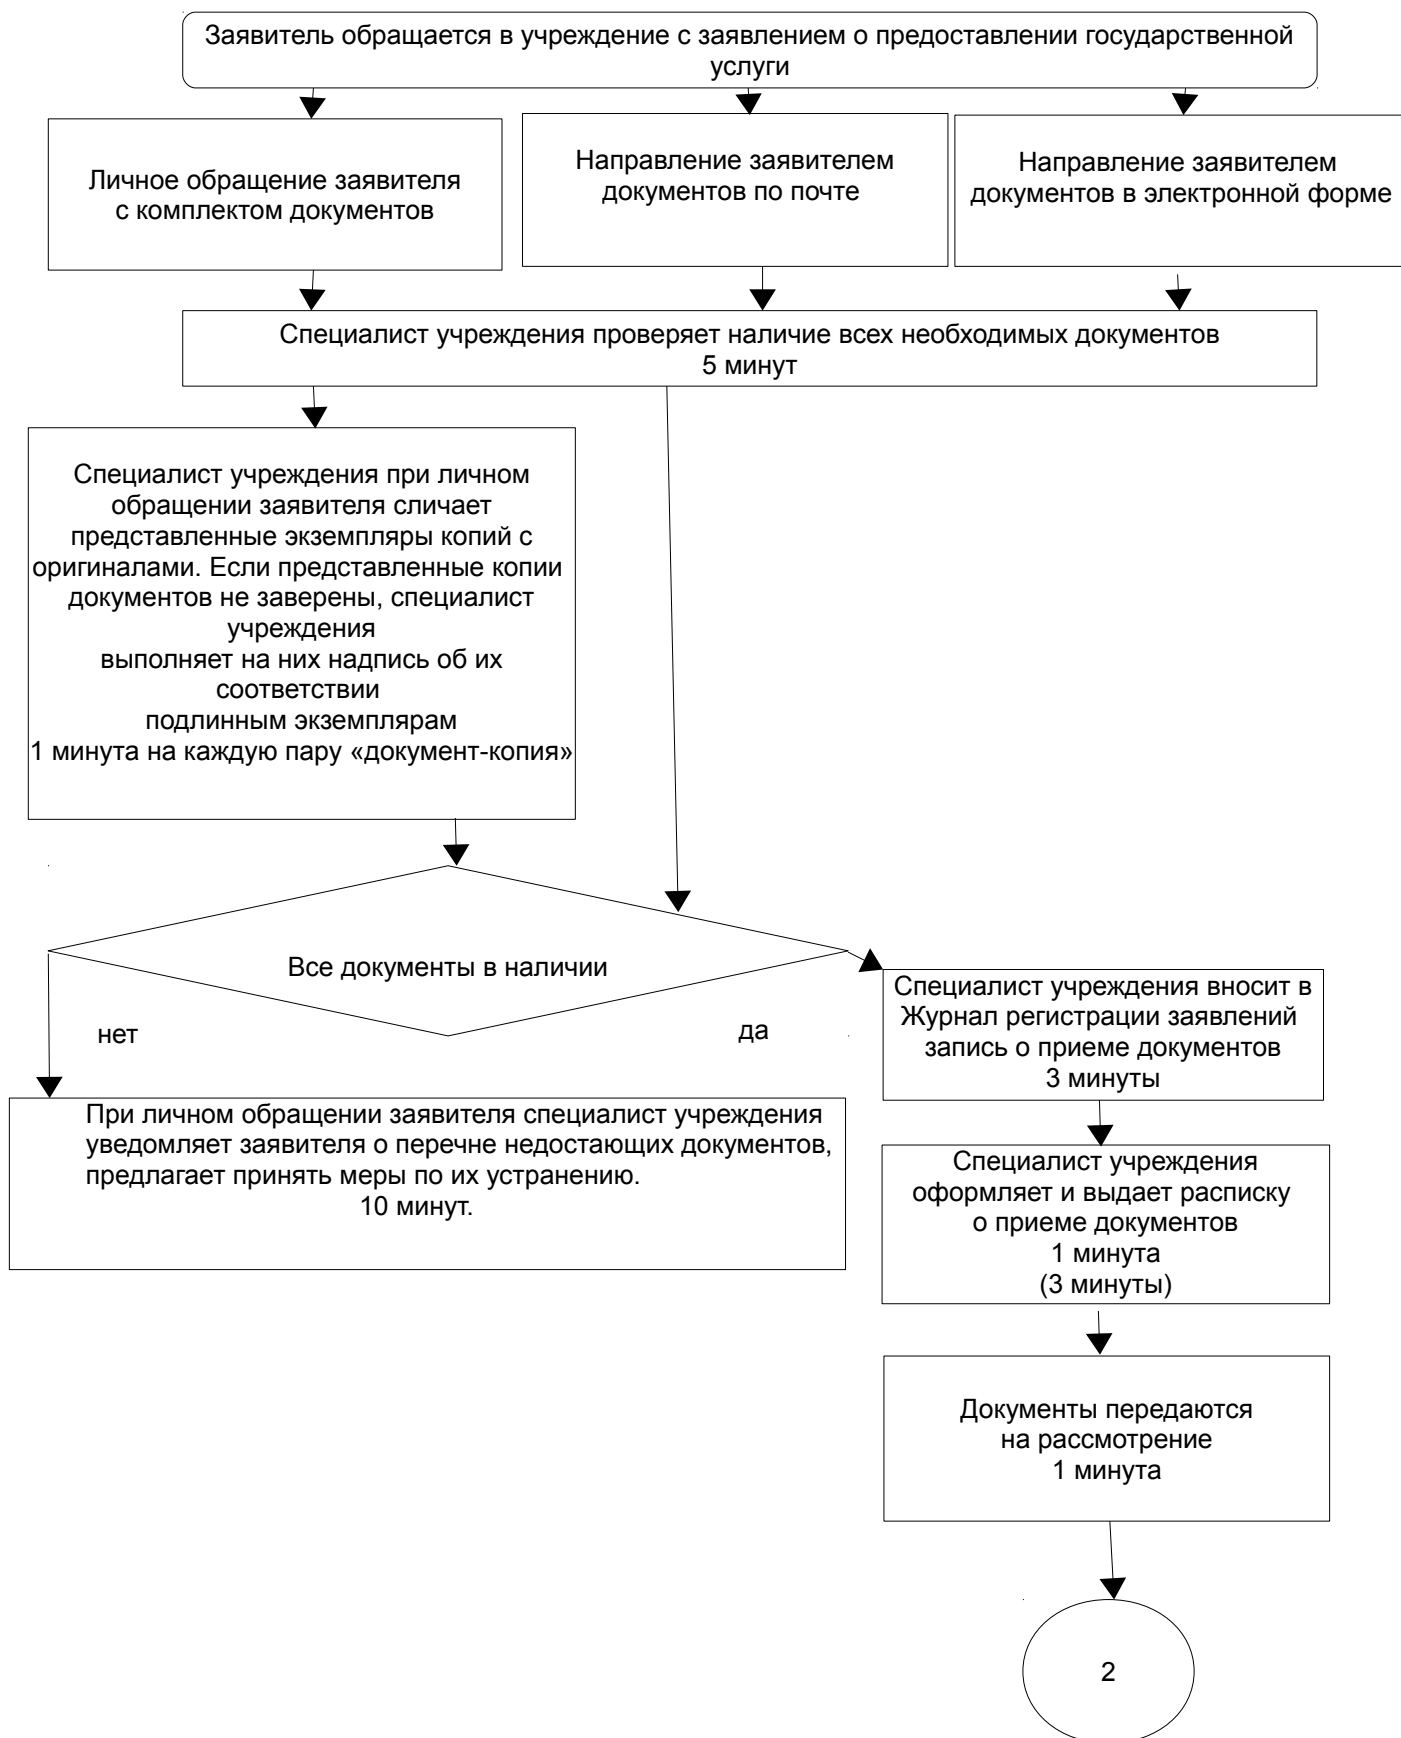 Заявитель обращается в учреждение с заявлением о предоставлении государственной
услуги
Личное обращение заявителя
с комплектом документов
Направление заявителем
документов по почте
Направление заявителем
документов в электронной форме
Специалист учреждения проверяет наличие всех необходимых документов
5 минут
Специалист учреждения при личном
обращении заявителя сличает
представленные экземпляры копий с
оригиналами. Если представленные копии
документов не заверены, специалист
учреждения
выполняет на них надпись об их
соответствии
подлинным экземплярам
1 минута на каждую пару «документ-копия»
Все документы в наличии
нет
да
При личном обращении заявителя специалист учреждения
уведомляет заявителя о перечне недостающих документов,
предлагает принять меры по их устранению.
10 минут.
Специалист учреждения вносит в
Журнал регистрации заявлений
запись о приеме документов
3 минуты
Специалист учреждения
оформляет и выдает расписку
о приеме документов
1 минута
(3 минуты)
Документы передаются
на рассмотрение
1 минута
2